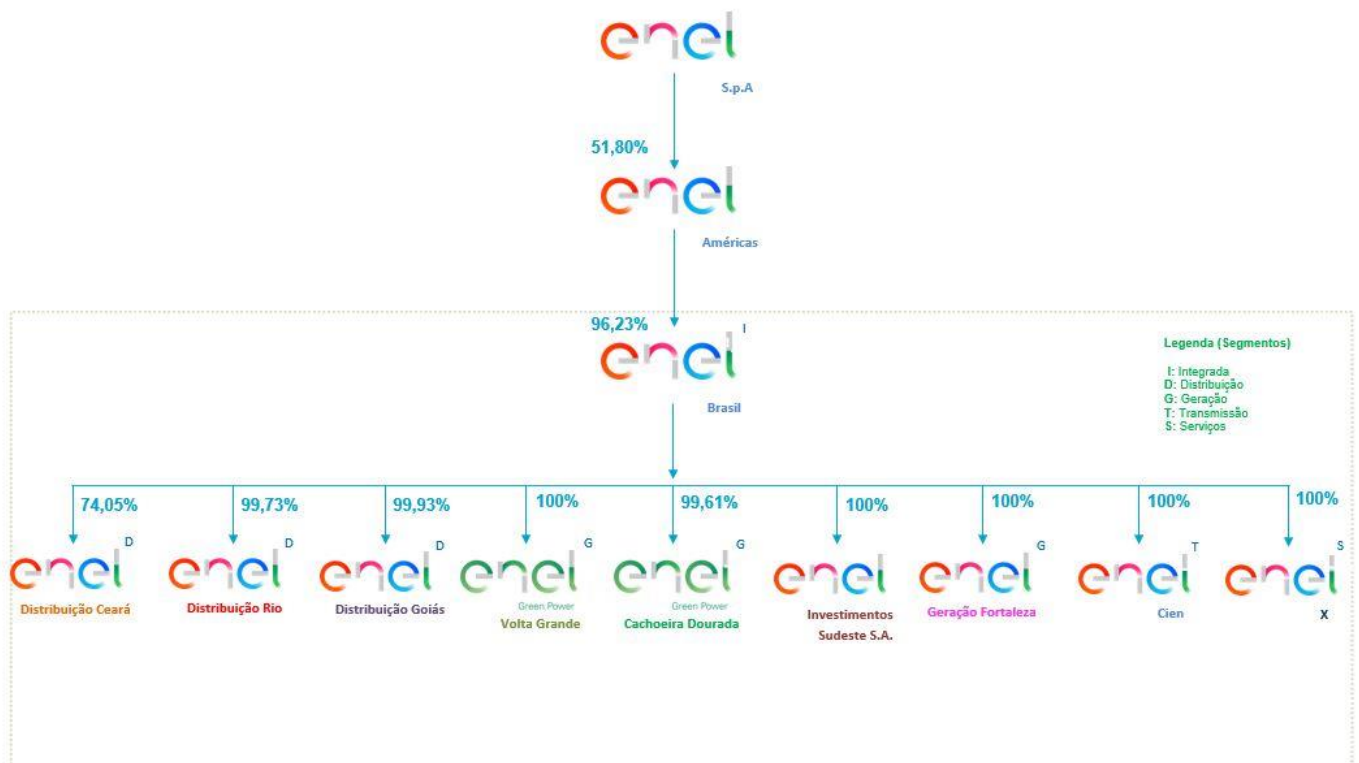 enel
S.p.A
51,80%
enel
Américas
96,23%
enel
I
Brasil
Legenda (Segmentos)
I: Integrada
D: Distribuição
G: Geração
T: Transmissão
S: Serviços
74,05%
99,73%
99,93%
100%
99,61%
100%
100%
100%
100%
enel D
Distribuição Ceará
enel D
Distribuição Rio
enel D
Distribuição Goiás
enel G
Green Power
Volta Grande
enel G
Green Power
Cachoeira Dourada
enel
Investimentos
Sudeste S.A.
enel G
Geração Fortaleza
enel T
Cien
enel S
X